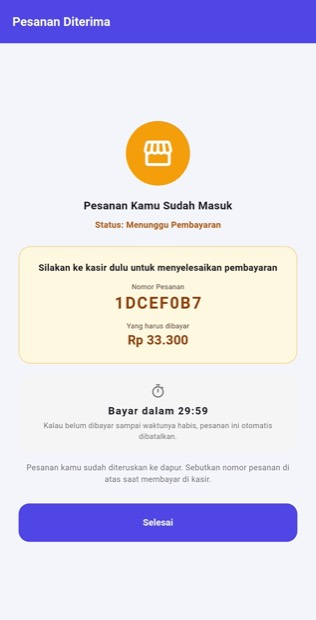 Pesanan Diterima
Pesanan Kamu Sudah Masuk
Status: Menunggu Pembayaran
Silakan ke kasir dulu untuk menyelesaikan pembayaran
Nomor Pesanan
1DCEF0B7
Yang harus dibayar
Rp 33.300
Bayar dalam 29:59
Kalau belum dibayar sampai waktunya habis, pesanan ini otomatis
dibatalkan.
Pesanan kamu sudah diteruskan ke dapur. Sebutkan nomor pesanan di
atas saat membayar di kasir.
Selesai